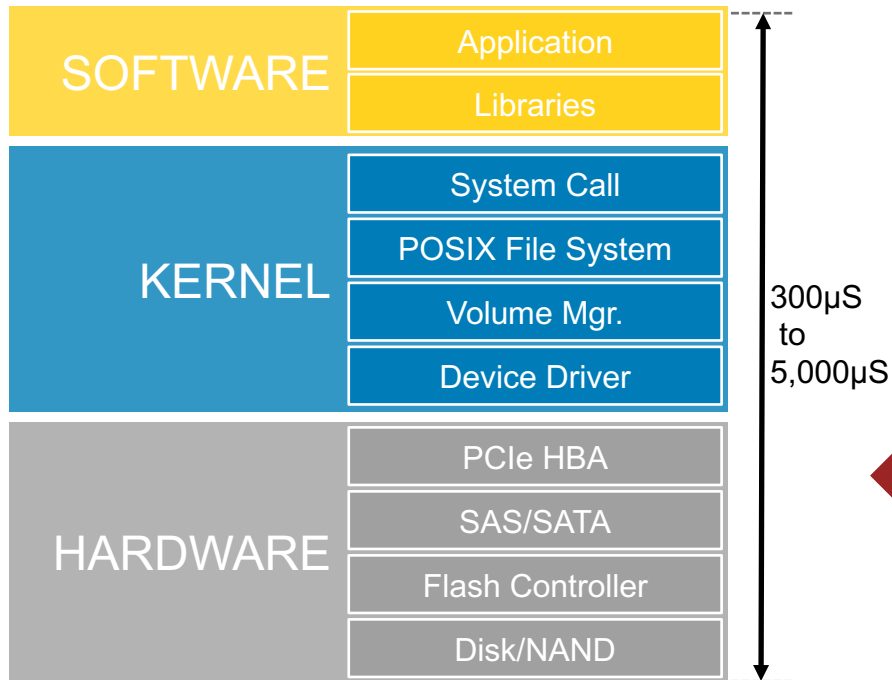 SOFTWARE
Application
Libraries
KERNEL
System Call
POSIX File System
Volume Mgr.
Device Driver
HARDWARE
PCIe HBA
SAS/SATA
Flash Controller
Disk/NAND
300µS
to
5,000µS